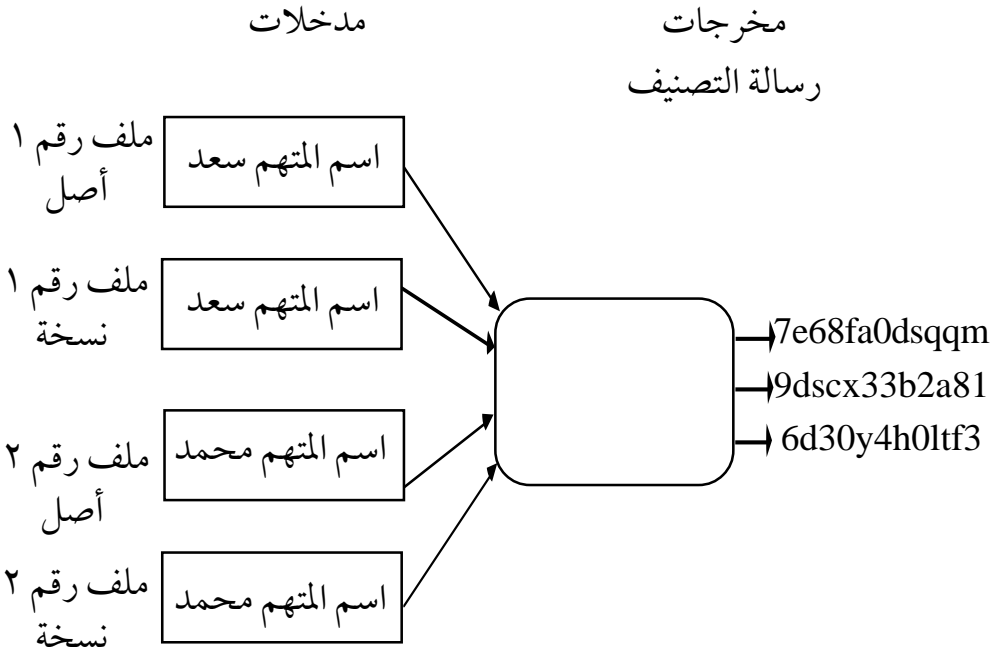 مدخلات
مخرجات
رسالة التصنيف
ملف رقم ١
أصل
اسم المتهم سعد
ملف رقم ١
نسخة
اسم المتهم سعد
ملف رقم ٢
أصل
اسم المتهم محمد
ملف رقم ٢
نسخة
اسم المتهم محمد
7e68fa0dsqqm
9dscx33b2a81
6d30y4h0ltf3